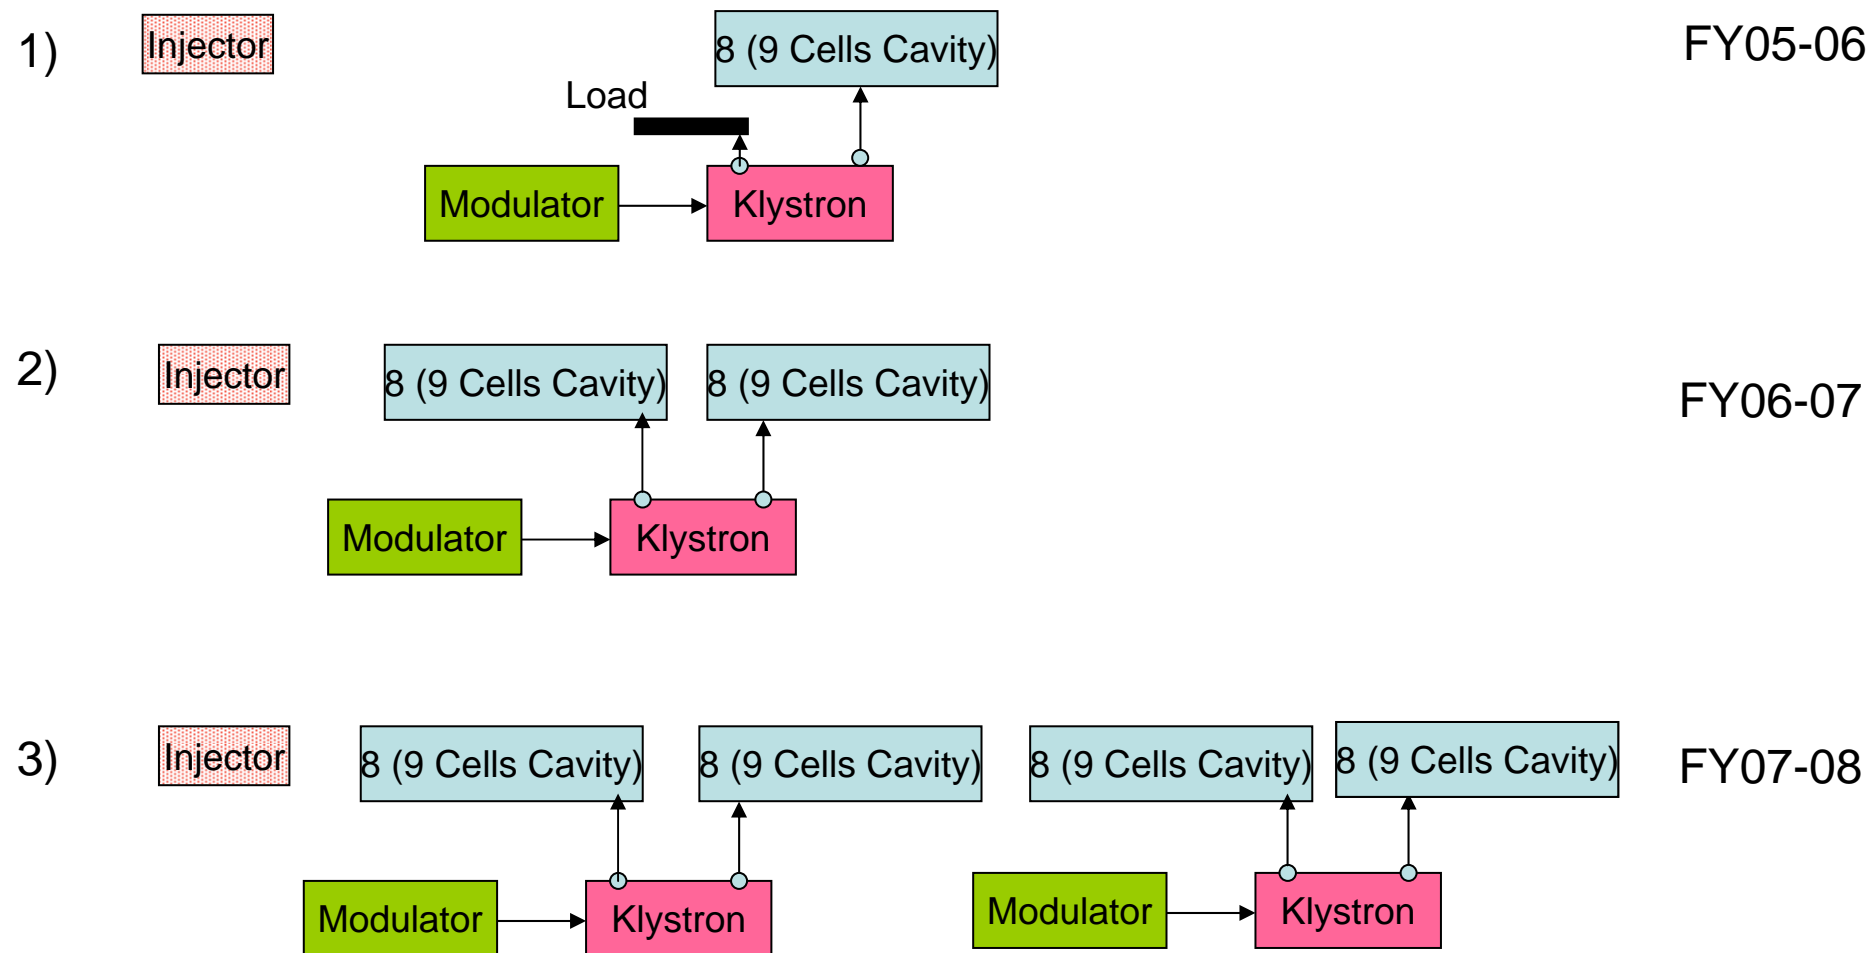 1)
Injector
8 (9 Cells Cavity)
FY05-06
Load
Modulator
Klystron
2)
Injector
8 (9 Cells Cavity)
8 (9 Cells Cavity)
FY06-07
Modulator
Klystron
3)
Injector
8 (9 Cells Cavity)
8 (9 Cells Cavity)
8 (9 Cells Cavity)
8 (9 Cells Cavity)
FY07-08
Modulator
Klystron
Modulator
Klystron